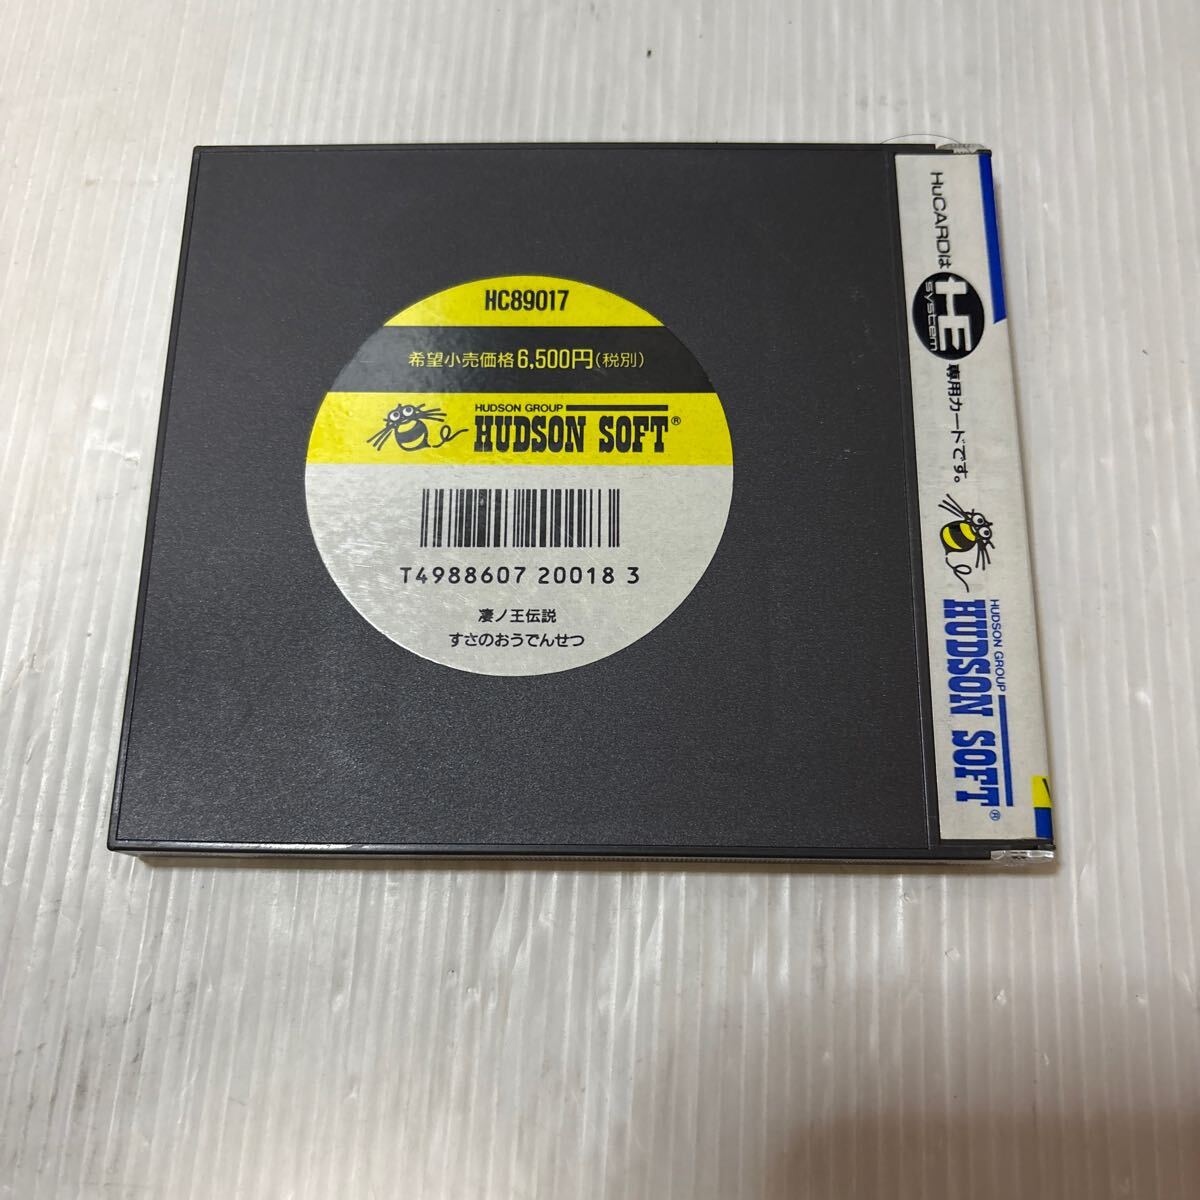 HC89017
希望小売価格6,500円(税別)
HUDSON GROUP
HUDSON SOFT®
T4988607 20018 3
凄ノ王伝説
すさのおうでんせつ
HuCARDは HE system 専用カードです。
HUDSON GROUP
HUDSON SOFT®